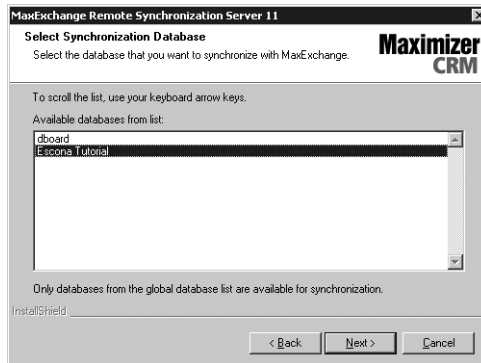 MaxExchange Remote Synchronization Server 11
Select Synchronization Database
Select the database that you want to synchronize with MaxExchange.
Maximizer
CRM
To scroll the list, use your keyboard arrow keys.
Available databases from list:
dboard
Escona Tutorial
Only databases from the global database list are available for synchronization.
InstallShield
< Back Next > Cancel